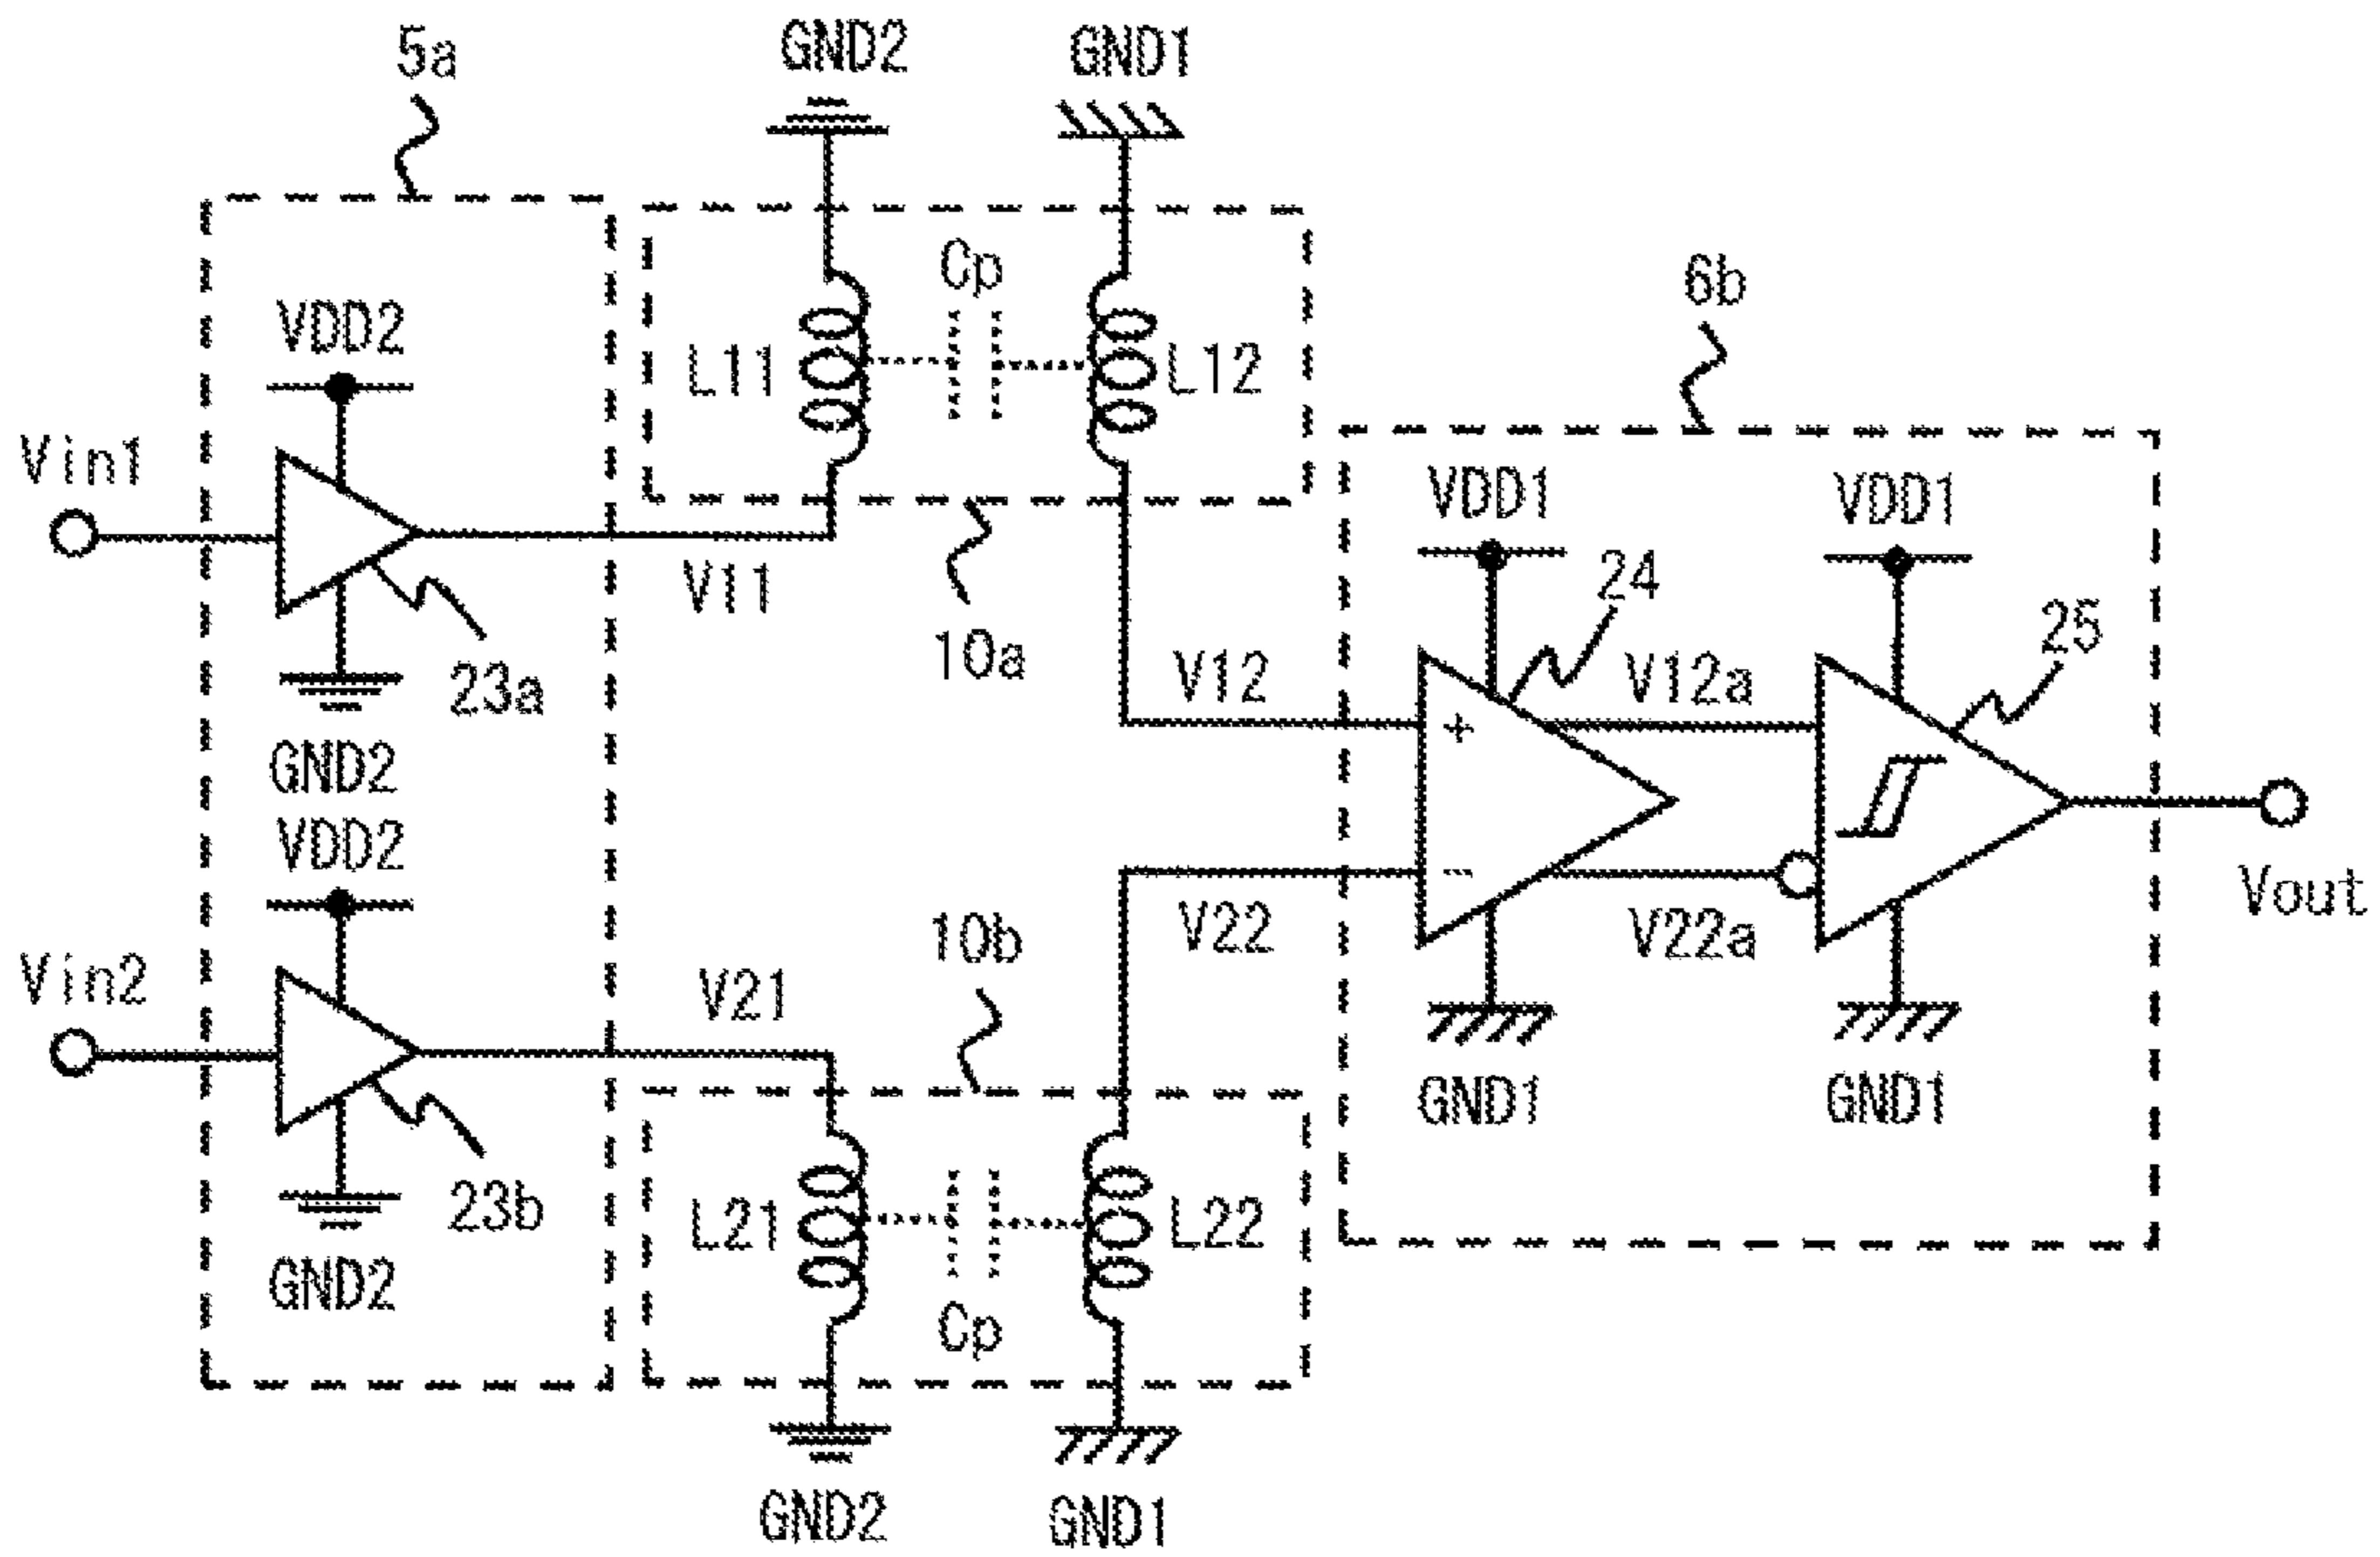 5a
GND2
GND1
Cp
6b
VDD2
L11
L12
Vin1
VDD1
VDD1
24
V11
25
10a
23a
V12
V12a
+
GND2
VDD2
-
Vout
10b
V22
V22a
Vin2
V21
GND1
GND1
23b
L21
L22
GND2
Cp
GND2
GND1